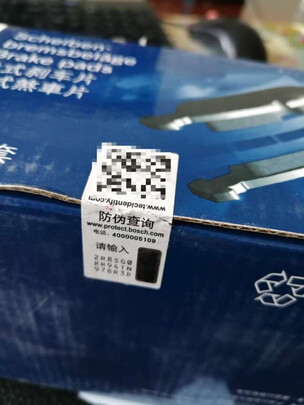 Scheiben-
bremsbeläge
brake pads
式刹车片
式煞車片
www.tecidentify.com
防伪查询
www.protect.bosch.com
电话：4000005109
请输入